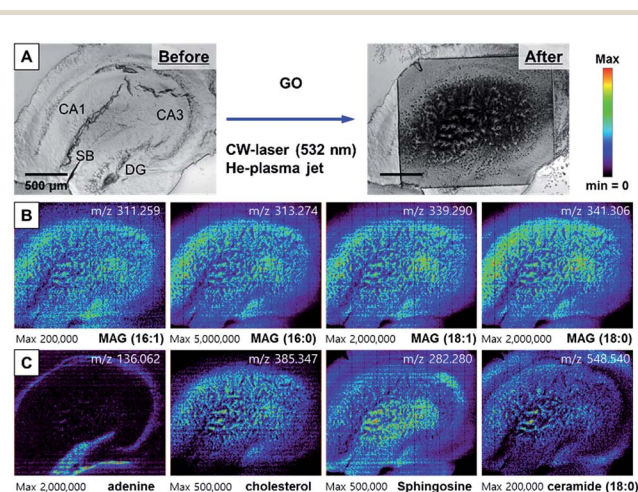 A
Before
CA1
CA3
SB
DG
500 µm
GO
CW-laser (532 nm)
He-plasma jet
After
Max
min = 0
B
m/z 311.259
m/z 313.274
m/z 339.290
m/z 341.306
Max 200,000 MAG (16:1)
Max 5,000,000 MAG (16:0)
Max 2,000,000 MAG (18:1)
Max 2,000,000 MAG (18:0)
C
m/z 136.062
m/z 385.347
m/z 282.280
m/z 548.540
Max 2,000,000 adenine
Max 500,000 cholesterol
Max 500,000 Sphingosine
Max 200,000 ceramide (18:0)